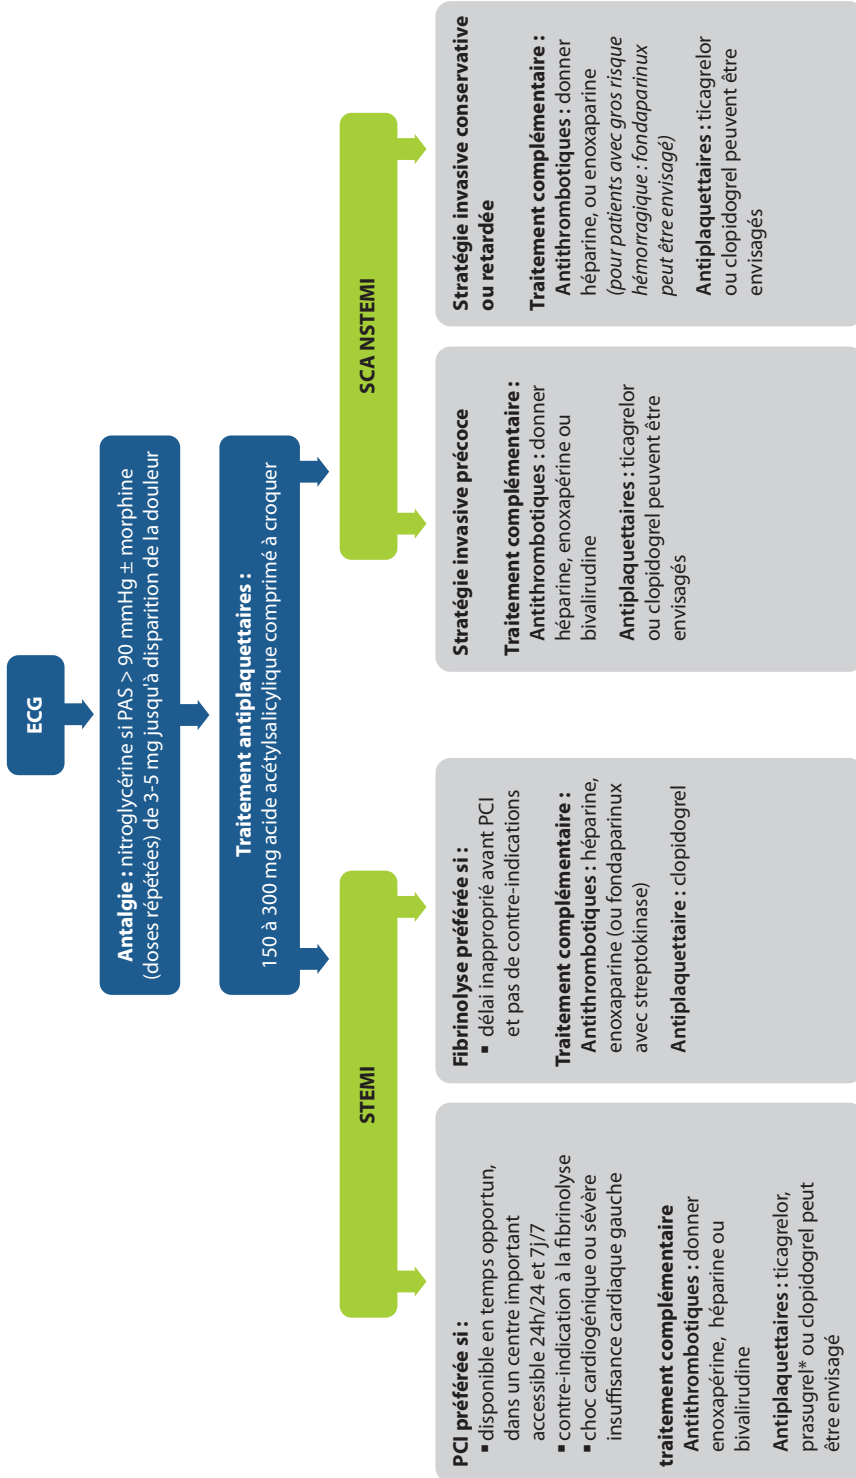 ECG
Antalgie : nitroglycérine si PAS > 90 mmHg ± morphine
(doses répétées) de 3-5 mg jusqu'à disparition de la douleur
Traitement antiplaquettaires :
150 à 300 mg acide acétylsalicylique comprimé à croquer
STEMI
SCA NSTEMI
PCI préférée si :
▪ disponible en temps opportun,
dans un centre important
accessible 24h/24 et 7j/7
▪ contre-indication à la fibrinolyse
▪ choc cardiogénique ou sévère
insuffisance cardiaque gauche
traitement complémentaire
Antithrombotiques : donner
enoxapérine, héparine ou
bivalirudine
Antiplaquettaires : ticagrelor,
prasugrel* ou clopidogrel peut
être envisagé
Fibrinolyse préférée si :
▪ délai inapproprié avant PCI
et pas de contre-indications
Traitement complémentaire :
Antithrombotiques : héparine,
enoxaparine (ou fondaparinux
avec streptokinase)
Antiplaquettaire : clopidogrel
Stratégie invasive précoce
Traitement complémentaire :
Antithrombotiques : donner
héparine, enoxapérine ou
bivalirudine
Antiplaquettaires : ticagrelor
ou clopidogrel peuvent être
envisagés
Stratégie invasive conservative
ou retardée
Traitement complémentaire :
Antithrombotiques : donner
héparine, ou enoxaparine
(pour patients avec gros risque
hémorragique : fondaparinux
peut être envisagé)
Antiplaquettaires : ticagrelor
ou clopidogrel peuvent être
envisagés